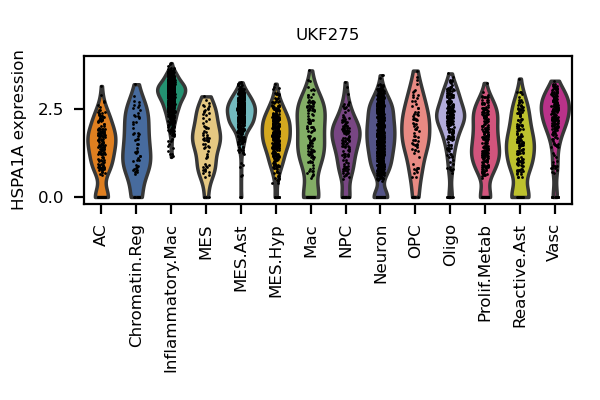 UKF275
HSPA1A expression
2.5
0.0
AC
Chromatin.Reg
Inflammatory.Mac
MES
MES.Ast
MES.Hyp
Mac
NPC
Neuron
OPC
Oligo
Prolif.Metab
Reactive.Ast
Vasc